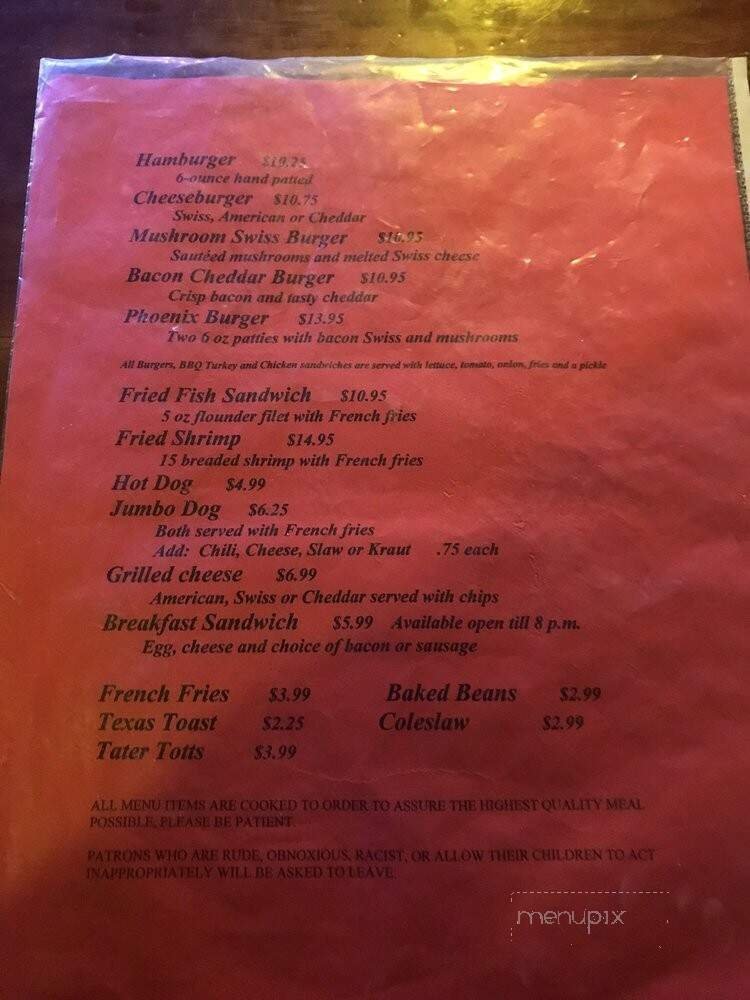 Hamburger
6-ounce hand patted
Cheeseburger $10.75
Swiss, American or Cheddar
Mushroom Swiss Burger $10.95
Sautéed mushrooms and melted Swiss cheese
Bacon Cheddar Burger $10.95
Crisp bacon and tasty cheddar
Phoenix Burger $13.95
Two 6 oz patties with bacon Swiss and mushrooms
All Burgers, BBQ Turkey and Chicken sandwiches are served with lettuce, tomato, onion, fries and a pickle
Fried Fish Sandwich $10.95
5 oz flounder filet with French fries
Fried Shrimp $14.95
15 breaded shrimp with French fries
Hot Dog $4.99
Jumbo Dog $6.25
Both served with French fries
Add: Chili, Cheese, Slaw or Kraut .75 each
Grilled cheese $6.99
American, Swiss or Cheddar served with chips
Breakfast Sandwich $5.99 Available open till 8 p.m.
Egg, cheese and choice of bacon or sausage
French Fries $3.99 Baked Beans $2.99
Texas Toast $2.25 Coleslaw $2.99
Tater Totts $3.99
ALL MENU ITEMS ARE COOKED TO ORDER TO ASSURE THE HIGHEST QUALITY MEAL
POSSIBLE, PLEASE BE PATIENT.
PATRONS WHO ARE RUDE, OBNOXIOUS, RACIST, OR ALLOW THEIR CHILDREN TO ACT
INAPPROPRIATELY WILL BE ASKED TO LEAVE.
menupix